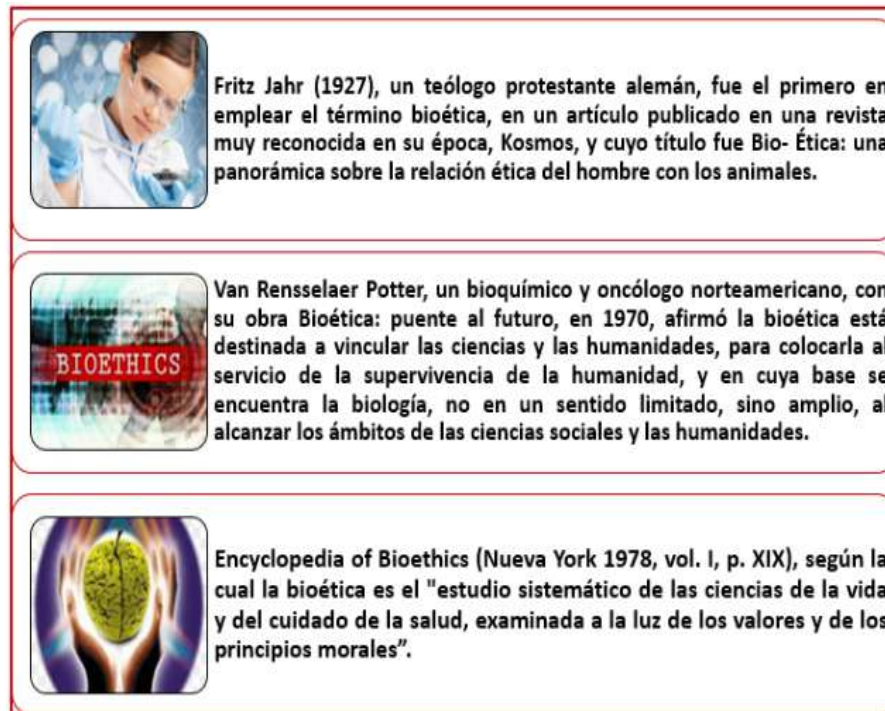 Fritz Jahr (1927), un teólogo protestante alemán, fue el primero en
emplear el término bioética, en un artículo publicado en una revista
muy reconocida en su época, Kosmos, y cuyo título fue Bio- Ética: una
panorámica sobre la relación ética del hombre con los animales.
BIOETHICS
Van Rensselaer Potter, un bioquímico y oncólogo norteamericano, con
su obra Bioética: puente al futuro, en 1970, afirmó la bioética está
destinada a vincular las ciencias y las humanidades, para colocarla al
servicio de la supervivencia de la humanidad, y en cuya base se
encuentra la biología, no en un sentido limitado, sino amplio, al
alcanzar los ámbitos de las ciencias sociales y las humanidades.
Encyclopedia of Bioethics (Nueva York 1978, vol. I, p. XIX), según la
cual la bioética es el "estudio sistemático de las ciencias de la vida
y del cuidado de la salud, examinada a la luz de los valores y de los
principios morales”.